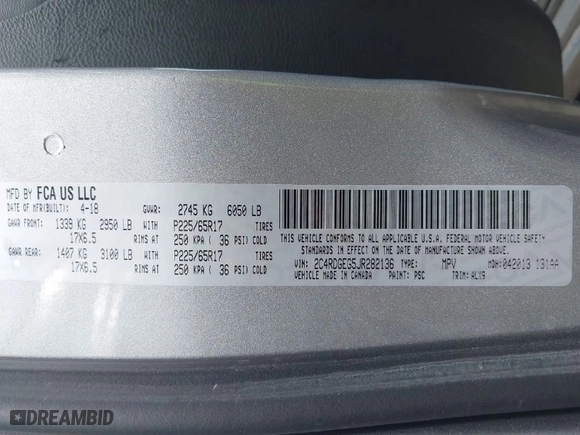 MFD BY FCA US LLC
DATE OF MFR(BUILT): 4-18 GVWR: 2745 KG 6050 LB
GAWR FRONT: 1339 KG 2950 LB WITH P225/65R17 TIRES
17X6.5 RIMS AT 250 KPA ( 36 PSI) COLD
GAWR REAR: 1407 KG 3100 LB WITH P225/65R17 TIRES
17X6.5 RIMS AT 250 KPA ( 36 PSI) COLD
THIS VEHICLE CONFORMS TO ALL APPLICABLE U.S.A. FEDERAL MOTOR VEHICLE SAFETY
STANDARDS IN EFFECT ON THE DATE OF MANUFACTURE SHOWN ABOVE.
VIN: 2C4RDGEG5JR282136 TYPE: MPV MDH: 042013 131AA
VEHICLE MADE IN CANADA PAINT: PSC TRIM: ALX9
DREAMBID